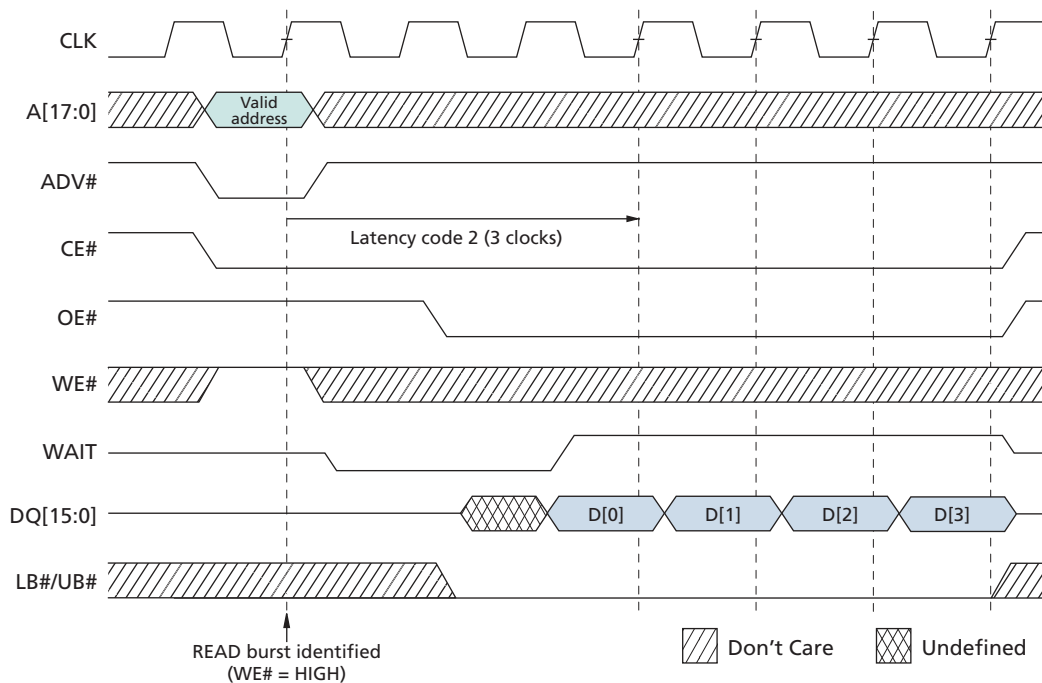 CLK
A[17:0]
Valid
address
ADV#
Latency code 2 (3 clocks)
CE#
OE#
WE#
WAIT
DQ[15:0]
D[0]
D[1]
D[2]
D[3]
LB#/UB#
READ burst identified
(WE# = HIGH)
Don't Care
Undefined